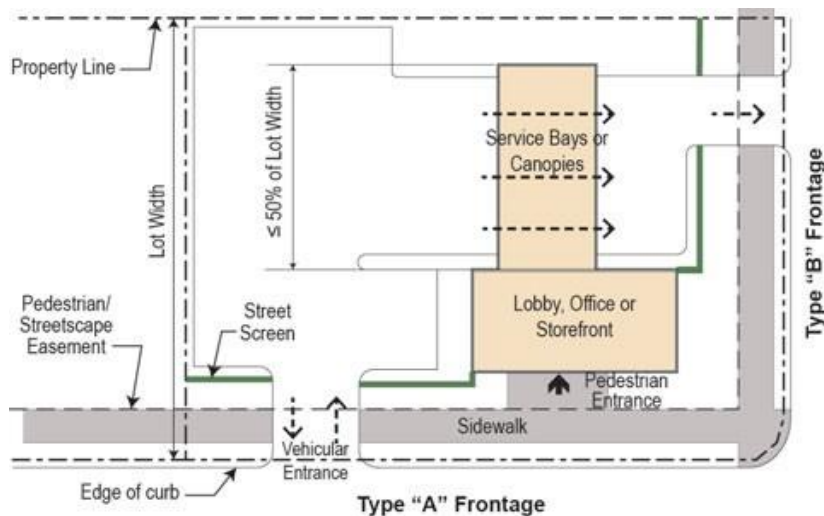 Property Line
Lot Width
≤ 50% of Lot Width
Service Bays or
Canopies
Type "B" Frontage
Pedestrian/
Streetscape
Easement
Street
Screen
Lobby, Office or
Storefront
Pedestrian
Entrance
Sidewalk
Vehicular
Entrance
Edge of curb
Type "A" Frontage